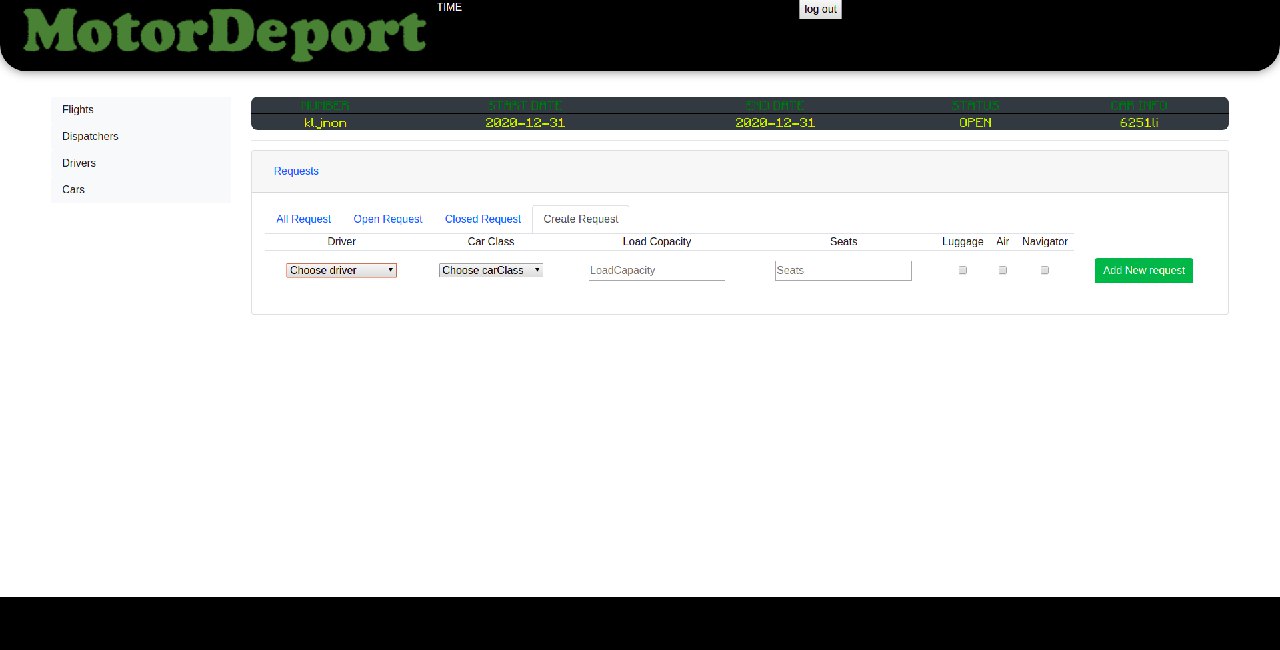 MotorDeport TIME log out
Flights
Dispatchers
Drivers
Cars
NUMBER START DATE END DATE STATUS CAR INFO
kljnon 2020-12-31 2020-12-31 OPEN 6251li
Requests
All Request Open Request Closed Request Create Request
Driver Car Class Load Copacity Seats Luggage Air Navigator
Choose driver Choose carClass LoadCapacity Seats Add New request